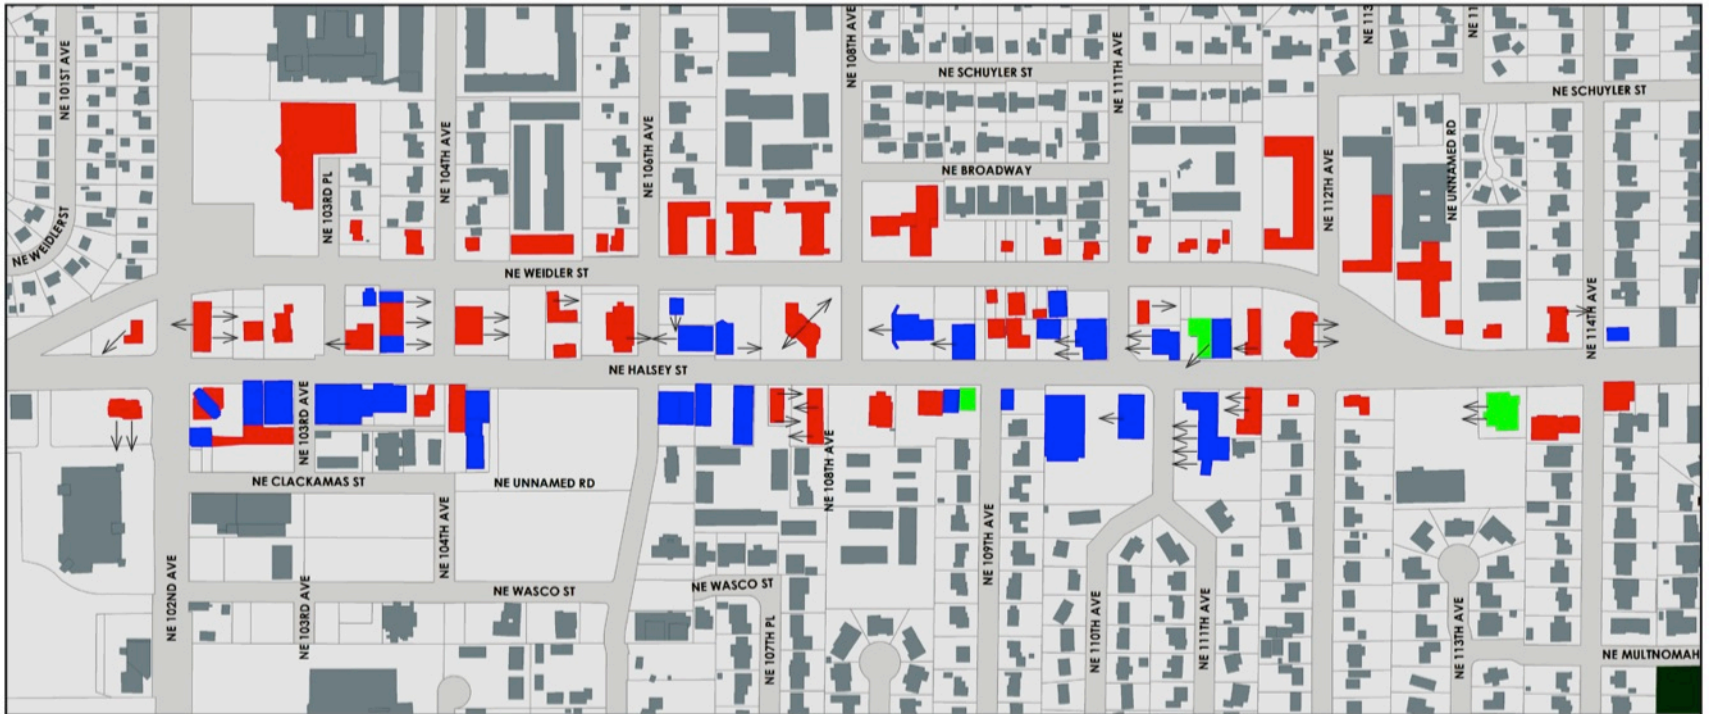 NE 101ST AVE
NE 108TH AVE
NE 113
NE 11
NE SCHUYLER ST
NE 111TH AVE
NE SCHUYLER ST
NE 104TH AVE
NE 106TH AVE
NE 103RD PL
NE BROADWAY
NE 112TH AVE
NE UNNAMED RD
NE WEIDLER ST
NE WEIDLER ST
NE 114TH AVE
NE HALSEY ST
NE 103RD AVE
NE 108TH AVE
NE CLACKAMAS ST
NE UNNAMED RD
NE 104TH AVE
NE 109TH AVE
NE 102ND AVE
NE 103RD AVE
NE WASCO ST
NE WASCO ST
NE 107TH PL
NE 110TH AVE
NE 111TH AVE
NE 113TH AVE
NE MULTNOMAH